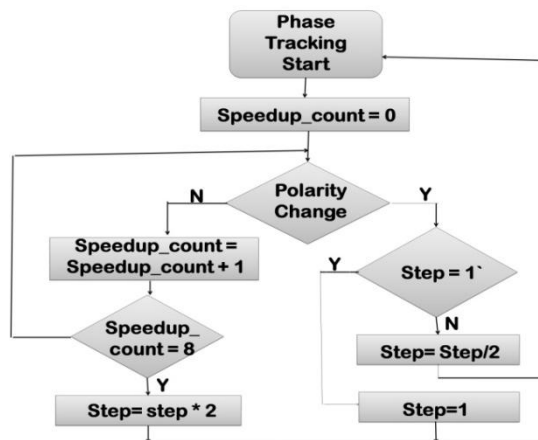 Phase
Tracking
Start
Speedup_count = 0
Polarity
Change
N
Y
Speedup_count =
Speedup_count + 1
Step = 1`
Y
N
Speedup_
count = 8
Step= Step/2
Y
Step= step * 2
Step=1